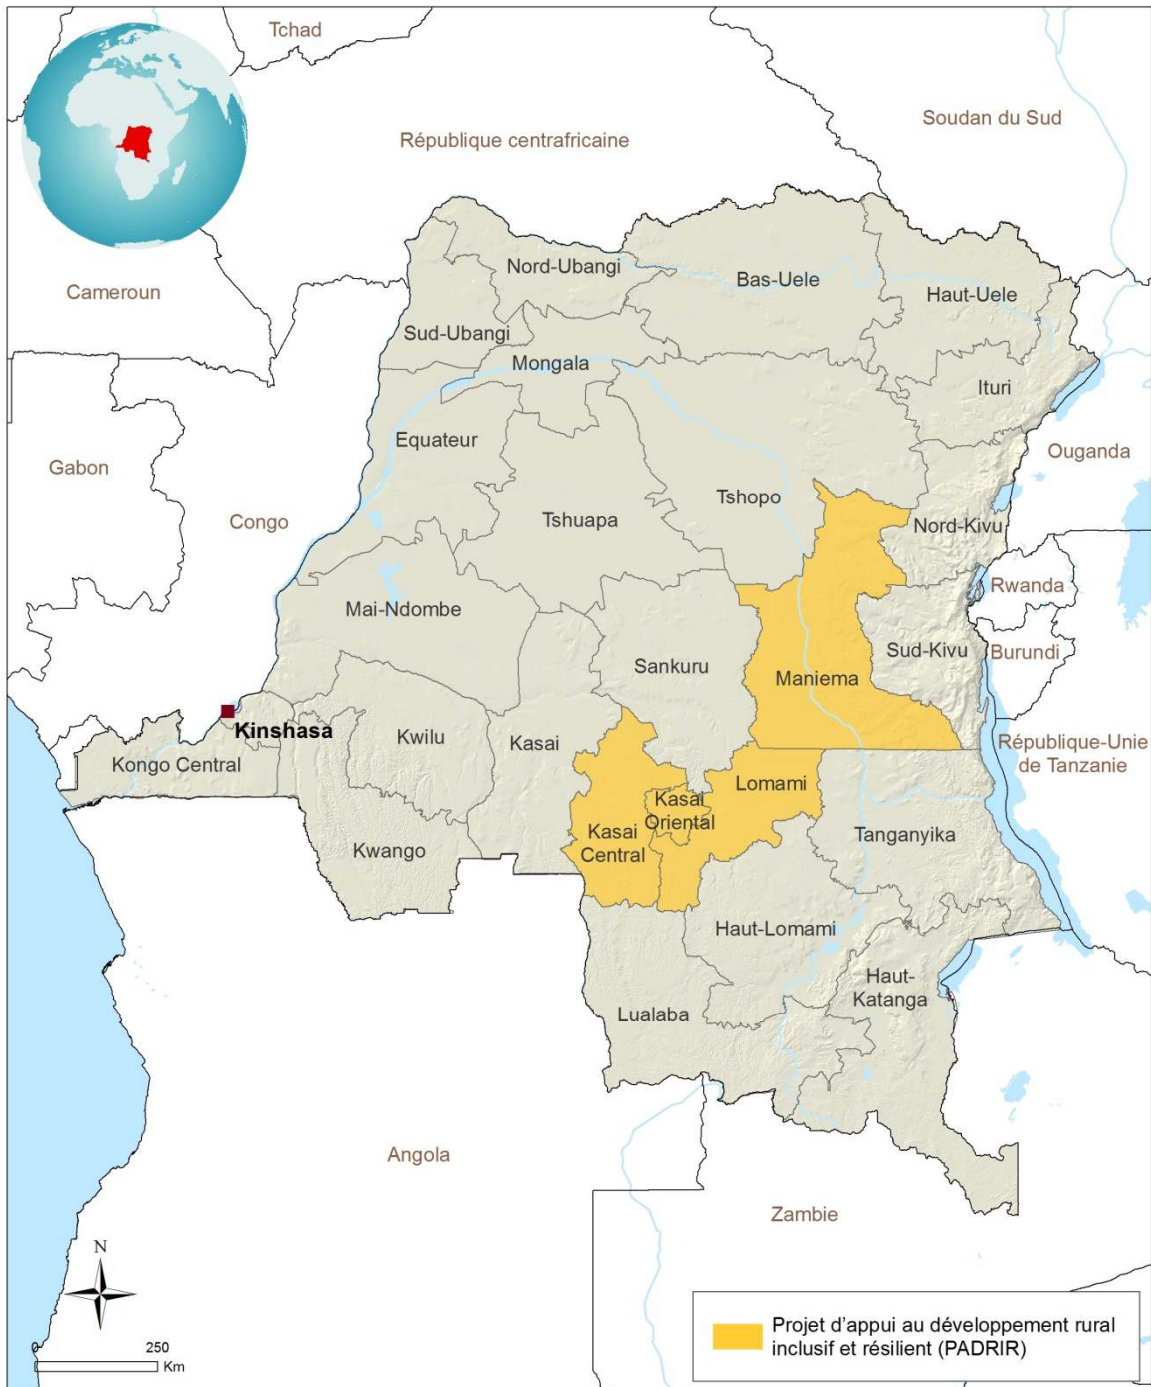 Tchad
Soudan du Sud
République centrafricaine
Nord-Ubangi
Bas-Uele
Cameroun
Haut-Uele
Sud-Ubangi
Mongala
Ituri
Equateur
Ouganda
Gabon
Tshopo
Congo
Tshuapa
Nord-Kivu
Rwanda
Mai-Ndombe
Sud-Kivu
Burundi
Sankuru
Maniema
Kinshasa
Kwilu
Kasai
République-Unie
de Tanzanie
Kongo Central
Lomami
Kasai
Oriental
Kasai
Central
Tanganyika
Kwango
Haut-Lomami
Haut-
Katanga
Lualaba
Angola
Zambie
N
0 250
Km
Projet d'appui au développement rural
inclusif et résilient (PADRIR)